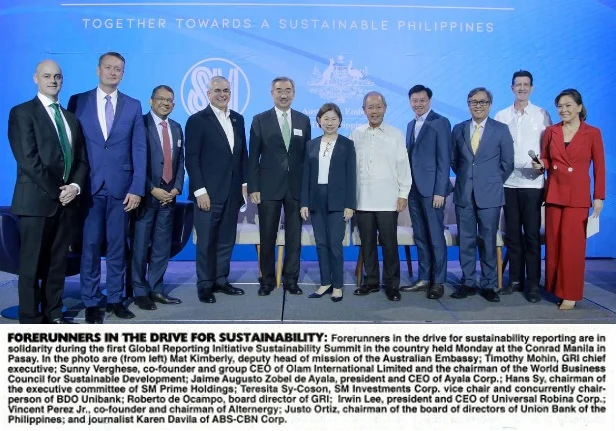 TOGETHER TOWARDS A SUSTAINABLE PHILIPPINES
SM
FORERUNNERS IN THE DRIVE FOR SUSTAINABILITY: Forerunners in the drive for sustainability reporting are in
solidarity during the first Global Reporting Initiative Sustainability Summit in the country held Monday at the Conrad Manila in
Pasay. In the photo are (from left) Mat Kimberly, deputy head of mission of the Australian Embassy; Timothy Mohin, GRI chief
executive; Sunny Verghese, co-founder and group CEO of Olam International Limited and the chairman of the World Business
Council for Sustainable Development; Jaime Augusto Zobel de Ayala, president and CEO of Ayala Corp.; Hans Sy, chairman of
the executive committee of SM Prime Holdings; Teresita Sy-Coson, SM Investments Corp. vice chair and concurrently chair-
person of BDO Unibank; Roberto de Ocampo, board director of GRI;  Irwin Lee, president and CEO of Universal Robina Corp.;
Vincent Perez Jr., co-founder and chairman of Alternergy; Justo Ortiz, chairman of the board of directors of Union Bank of the
Philippines; and journalist Karen Davila of ABS-CBN Corp.